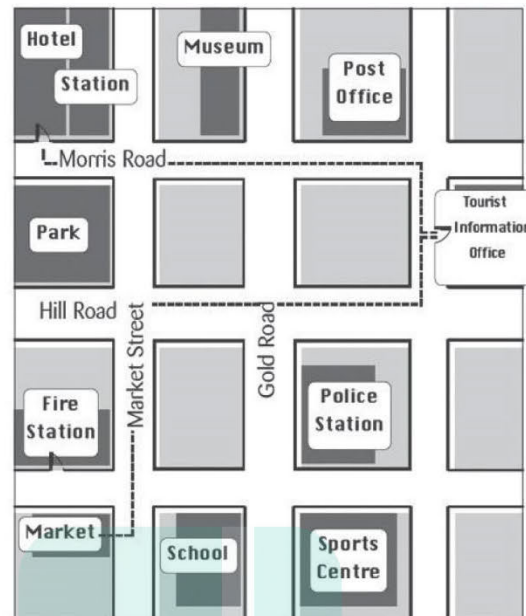 Hotel
Station
Museum
Post
Office
Morris Road
Park
Tourist
Information
Office
Hill Road
Market Street
Gold Road
Fire
Station
Police
Station
Market
School
Sports
Centre